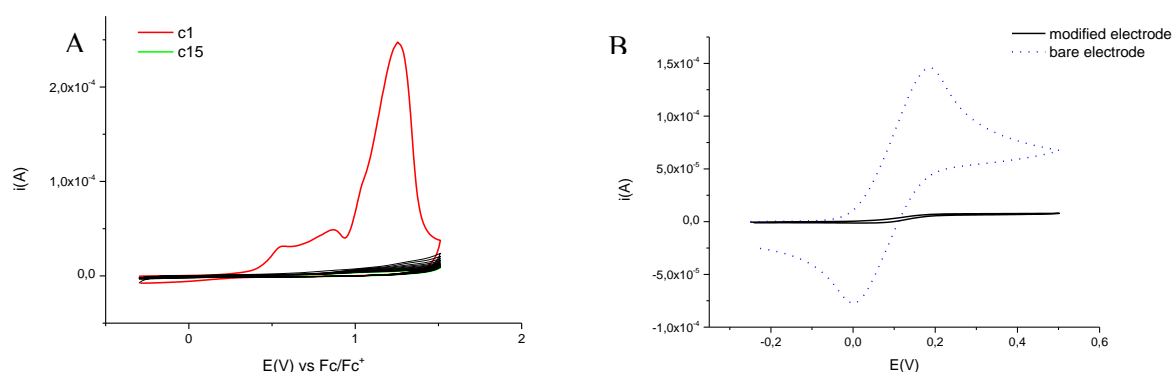 A
c1
c15
2,0x10⁻⁴
1,0x10⁻⁴
0,0
i(A)
0
1
2
E(V) vs Fc/Fc⁺
B
modified electrode
bare electrode
1,5x10⁻⁴
1,0x10⁻⁴
5,0x10⁻⁵
0,0
-5,0x10⁻⁵
-1,0x10⁻⁴
i(A)
-0,2
0,0
0,2
0,4
0,6
E(V)